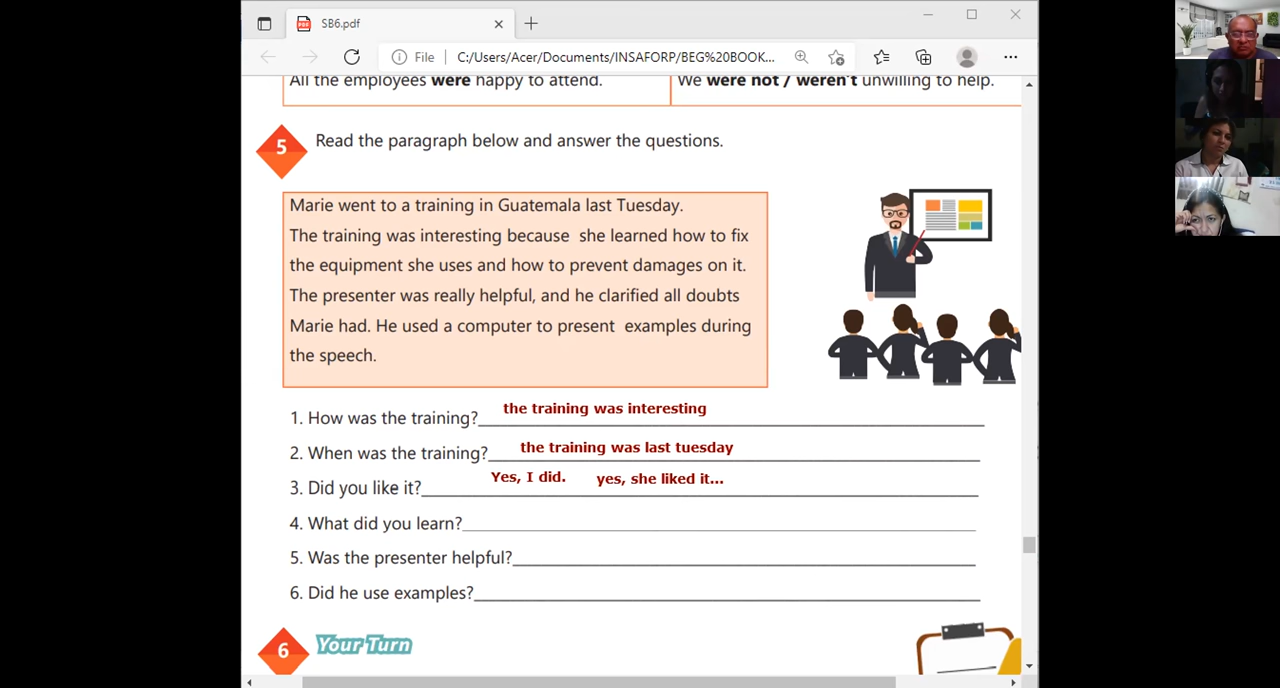 SB6.pdf
File C:/Users/Acer/Documents/INSAFORP/BEG%20BOOK...
All the employees were happy to attend.
We were not / weren't unwilling to help.
5 Read the paragraph below and answer the questions.
Marie went to a training in Guatemala last Tuesday.
The training was interesting because she learned how to fix
the equipment she uses and how to prevent damages on it.
The presenter was really helpful, and he clarified all doubts
Marie had. He used a computer to present examples during
the speech.
1. How was the training? the training was interesting
2. When was the training? the training was last tuesday
3. Did you like it? Yes, I did. yes, she liked it...
4. What did you learn?
5. Was the presenter helpful?
6. Did he use examples?
6 Your Turn